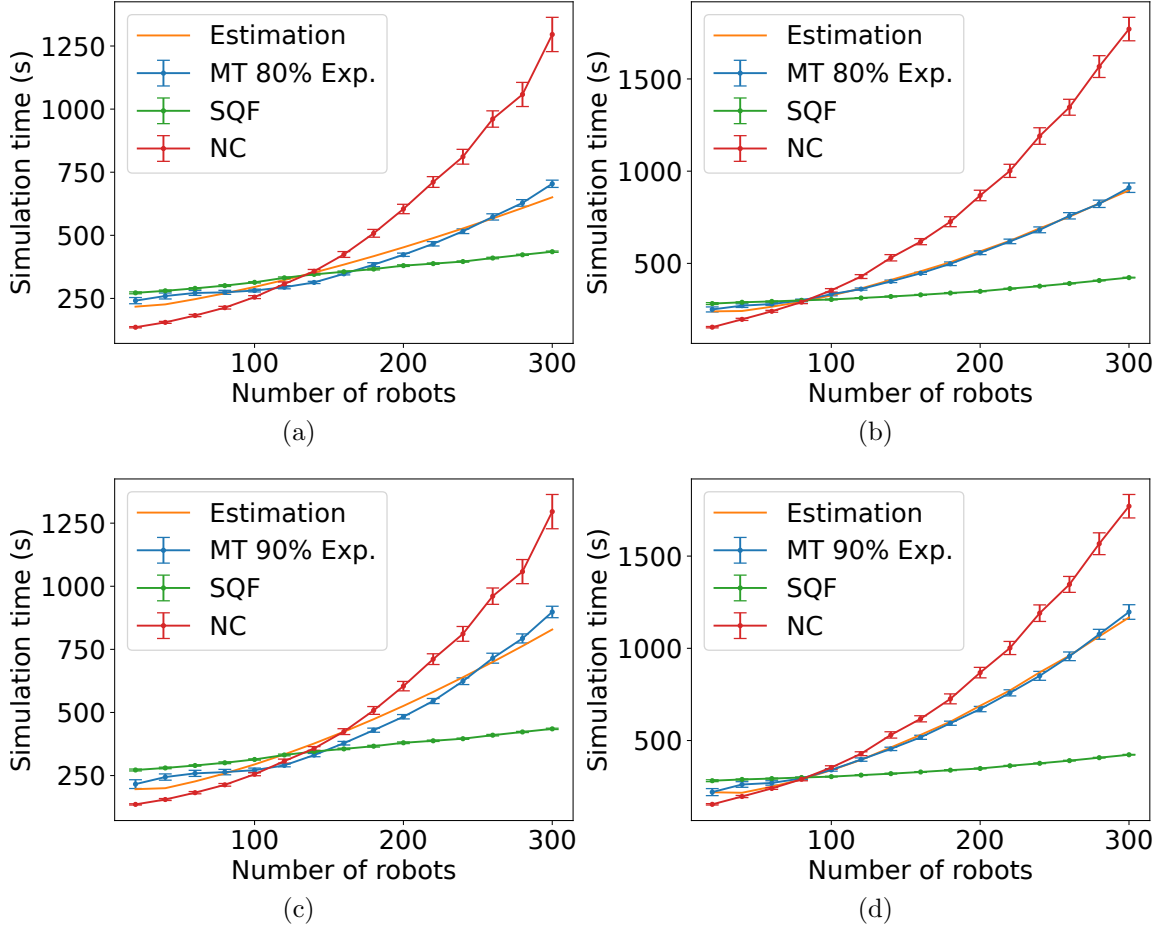 Simulation time (s)
1250
1000
750
500
250
Estimation
MT 80% Exp.
SQF
NC
100
200
300
Number of robots
(a)
Simulation time (s)
1500
1000
500
Estimation
MT 80% Exp.
SQF
NC
100
200
300
Number of robots
(b)
Simulation time (s)
1250
1000
750
500
250
Estimation
MT 90% Exp.
SQF
NC
100
200
300
Number of robots
(c)
Simulation time (s)
1500
1000
500
Estimation
MT 90% Exp.
SQF
NC
100
200
300
Number of robots
(d)